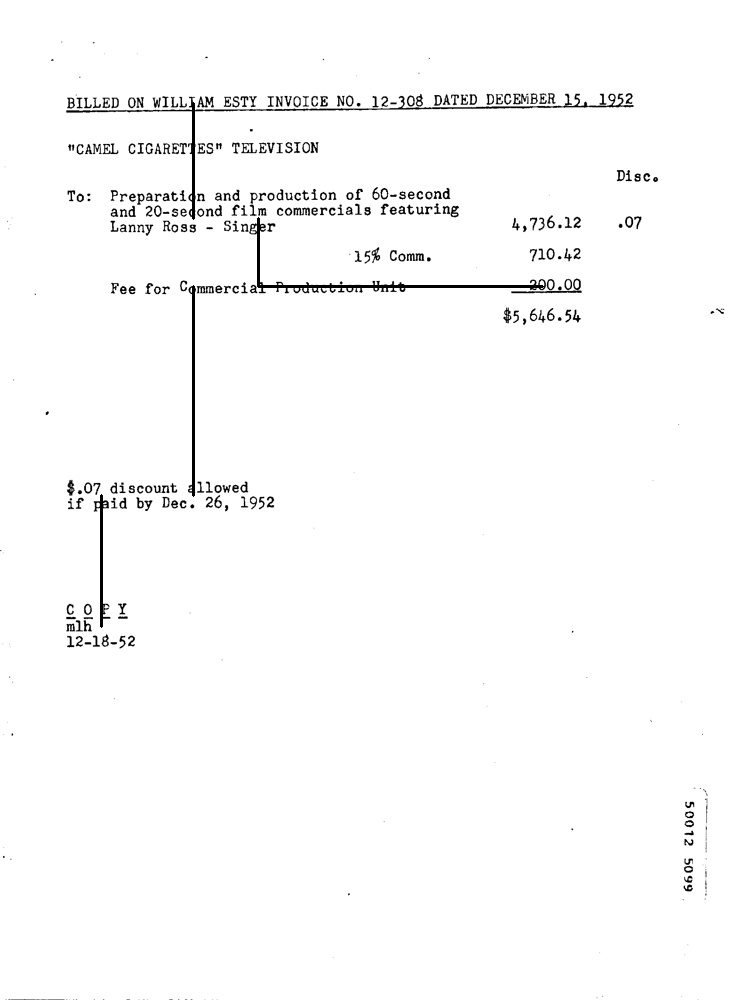 BILLED ON WILLIAM ESTY INVOICE NO. 12-308 DATED DECEMBER 15, 1952
"CAMEL CIGARETTES" TELEVISION
Disc.
To: Preparation and production of 60-second
and 20-second film commercials featuring
Lanny Ross - Singer 4,736.12 .07
15% Comm. 710.42
Fee for Commercial Production Unit 200.00
$5,646.54
$.07 discount allowed
if paid by Dec. 26, 1952
C O P Y
mlh
12-18-52
50012 5099